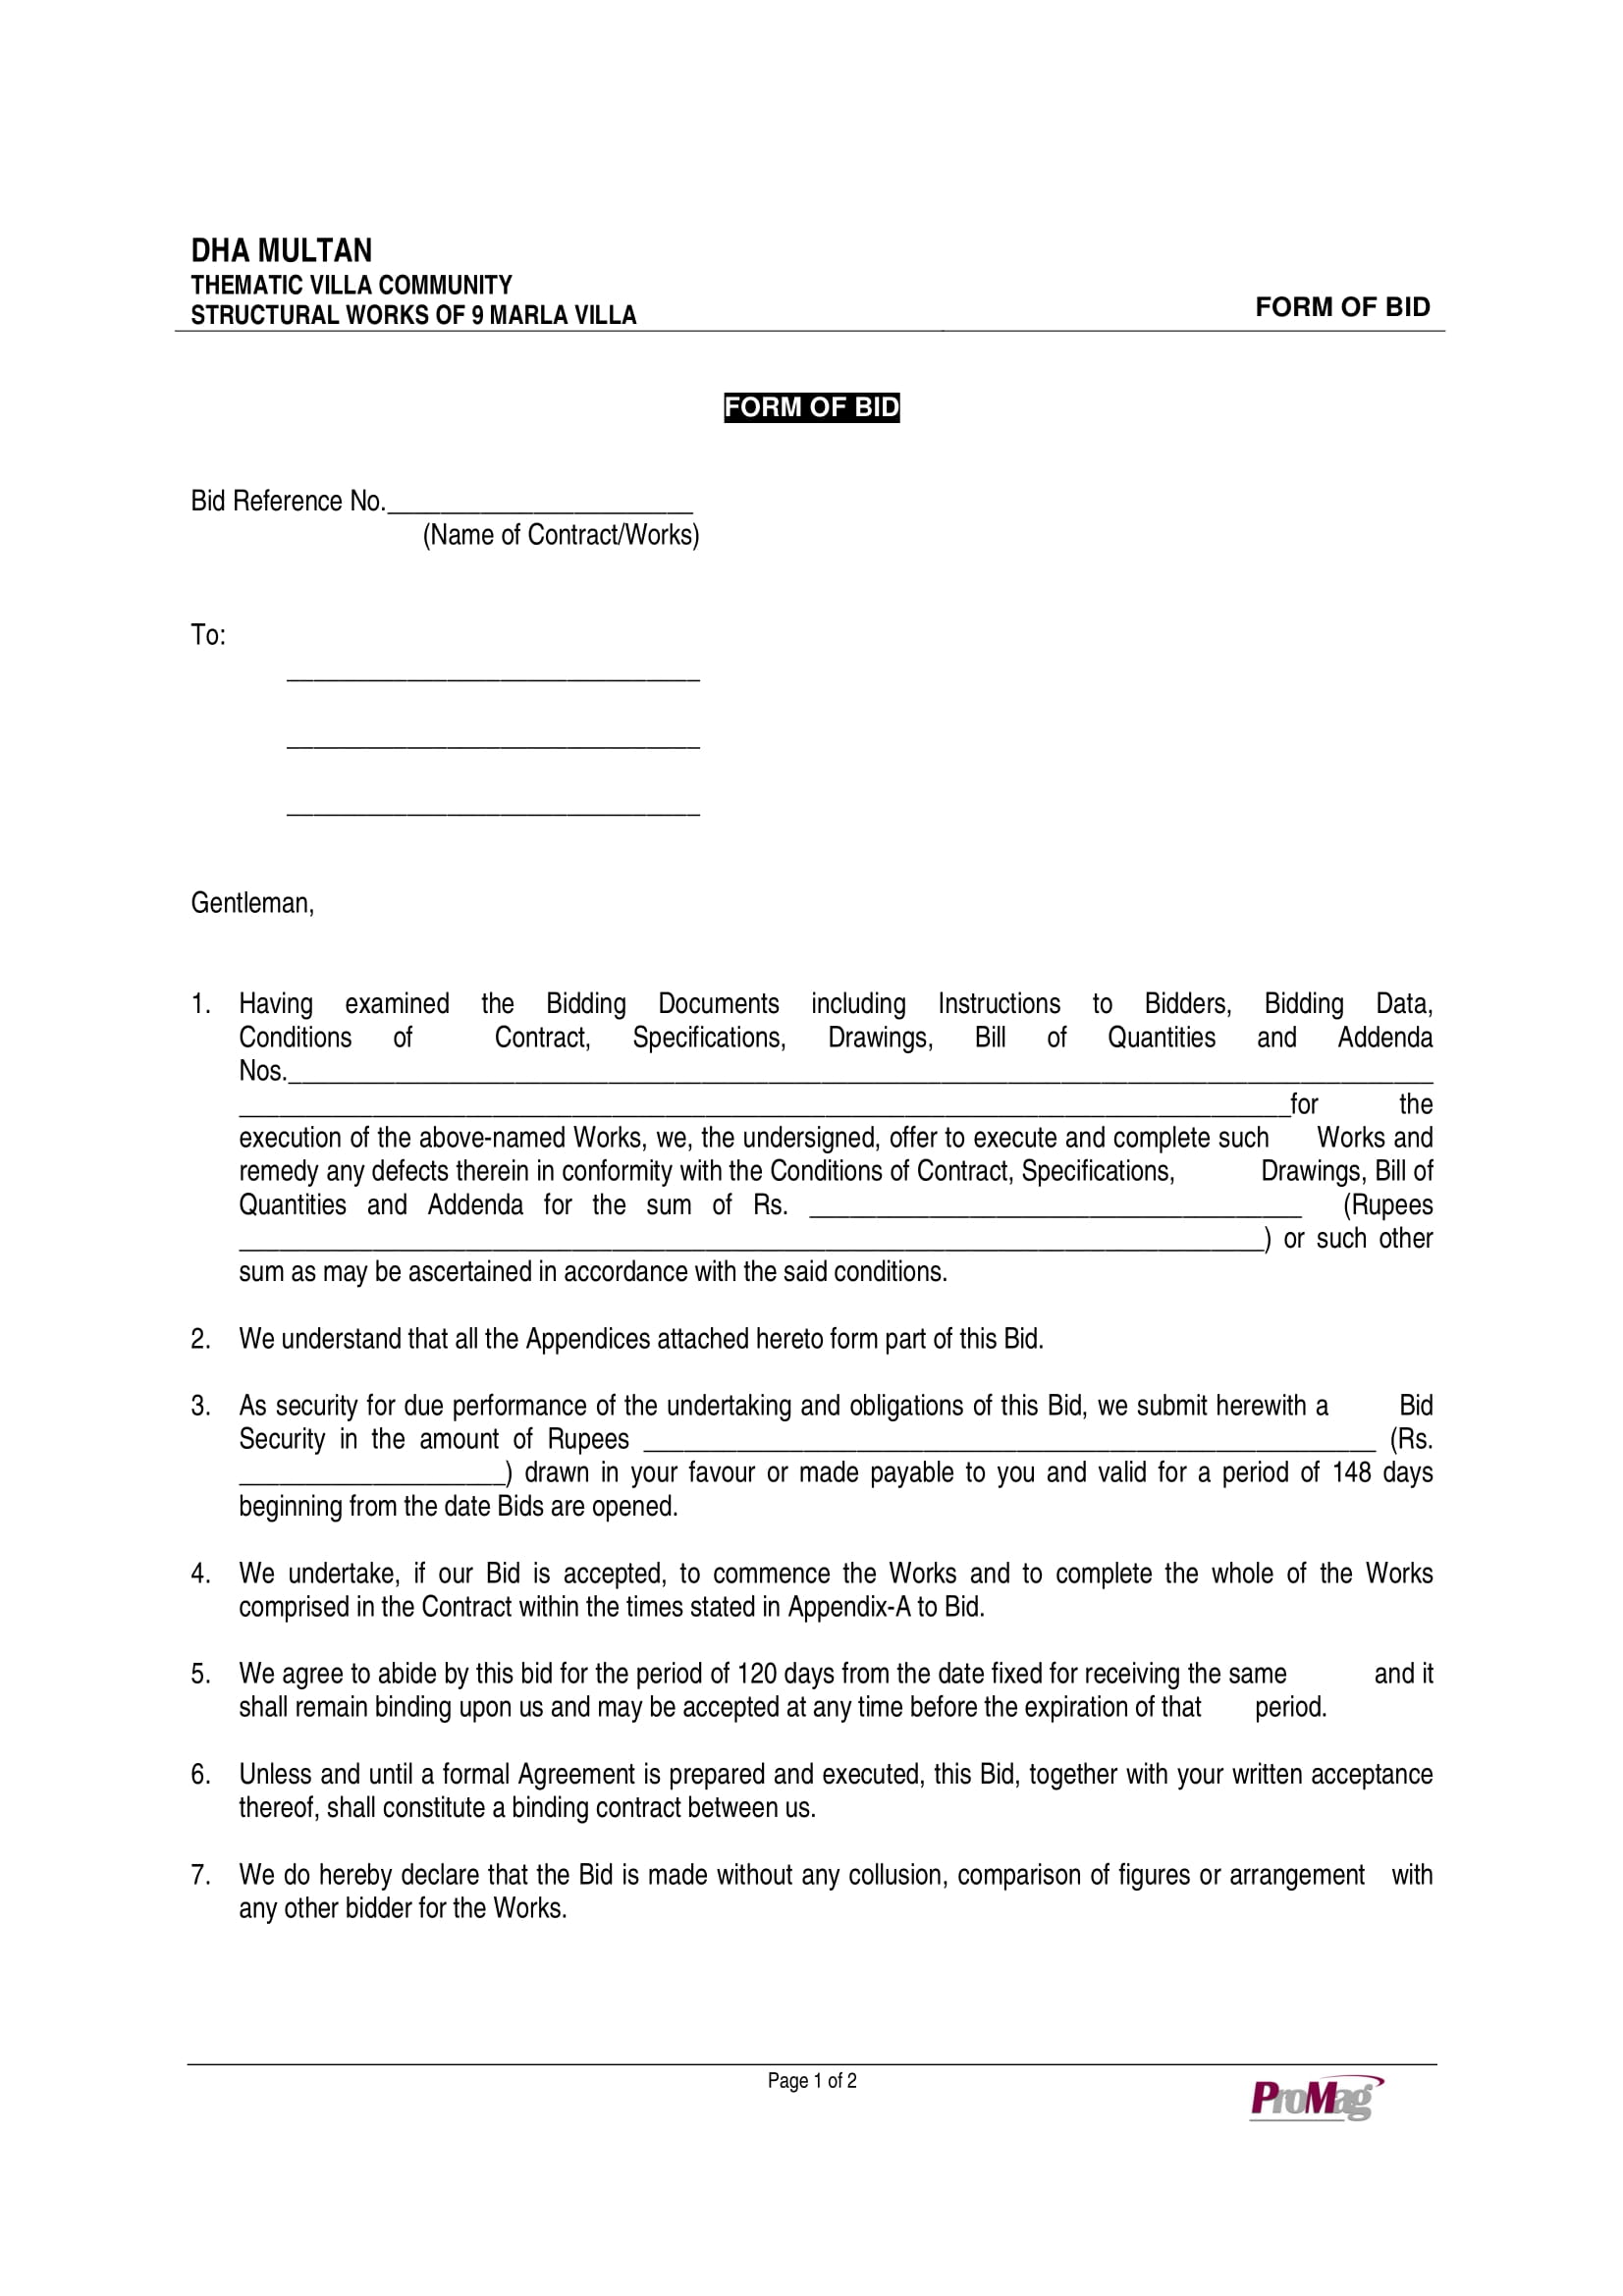 DHA MULTAN
THEMATIC VILLA COMMUNITY
STRUCTURAL WORKS OF 9 MARLA VILLA
FORM OF BID
FORM OF BID
Bid Reference No._______________________
(Name of Contract/Works)
To:
_______________________________
_______________________________
_______________________________
Gentleman,
1. Having examined the Bidding Documents including Instructions to Bidders, Bidding Data,
Conditions of Contract, Specifications, Drawings, Bill of Quantities and Addenda
Nos.______________________________________________________________________________________
_______________________________________________________________________________for the
execution of the above-named Works, we, the undersigned, offer to execute and complete such Works and
remedy any defects therein in conformity with the Conditions of Contract, Specifications, Drawings, Bill of
Quantities and Addenda for the sum of Rs. _____________________________________ (Rupees
_____________________________________________________________________________) or such other
sum as may be ascertained in accordance with the said conditions.
2. We understand that all the Appendices attached hereto form part of this Bid.
3. As security for due performance of the undertaking and obligations of this Bid, we submit herewith a Bid
Security in the amount of Rupees _______________________________________________________ (Rs.
____________________) drawn in your favour or made payable to you and valid for a period of 148 days
beginning from the date Bids are opened.
4. We undertake, if our Bid is accepted, to commence the Works and to complete the whole of the Works
comprised in the Contract within the times stated in Appendix-A to Bid.
5. We agree to abide by this bid for the period of 120 days from the date fixed for receiving the same and it
shall remain binding upon us and may be accepted at any time before the expiration of that period.
6. Unless and until a formal Agreement is prepared and executed, this Bid, together with your written acceptance
thereof, shall constitute a binding contract between us.
7. We do hereby declare that the Bid is made without any collusion, comparison of figures or arrangement with
any other bidder for the Works.
Page 1 of 2
ProMag